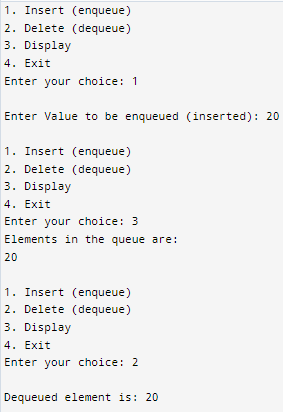 1. Insert (enqueue)
2. Delete (dequeue)
3. Display
4. Exit
Enter your choice: 1
Enter Value to be enqueued (inserted): 20
1. Insert (enqueue)
2. Delete (dequeue)
3. Display
4. Exit
Enter your choice: 3
Elements in the queue are:
20
1. Insert (enqueue)
2. Delete (dequeue)
3. Display
4. Exit
Enter your choice: 2
Dequeued element is: 20